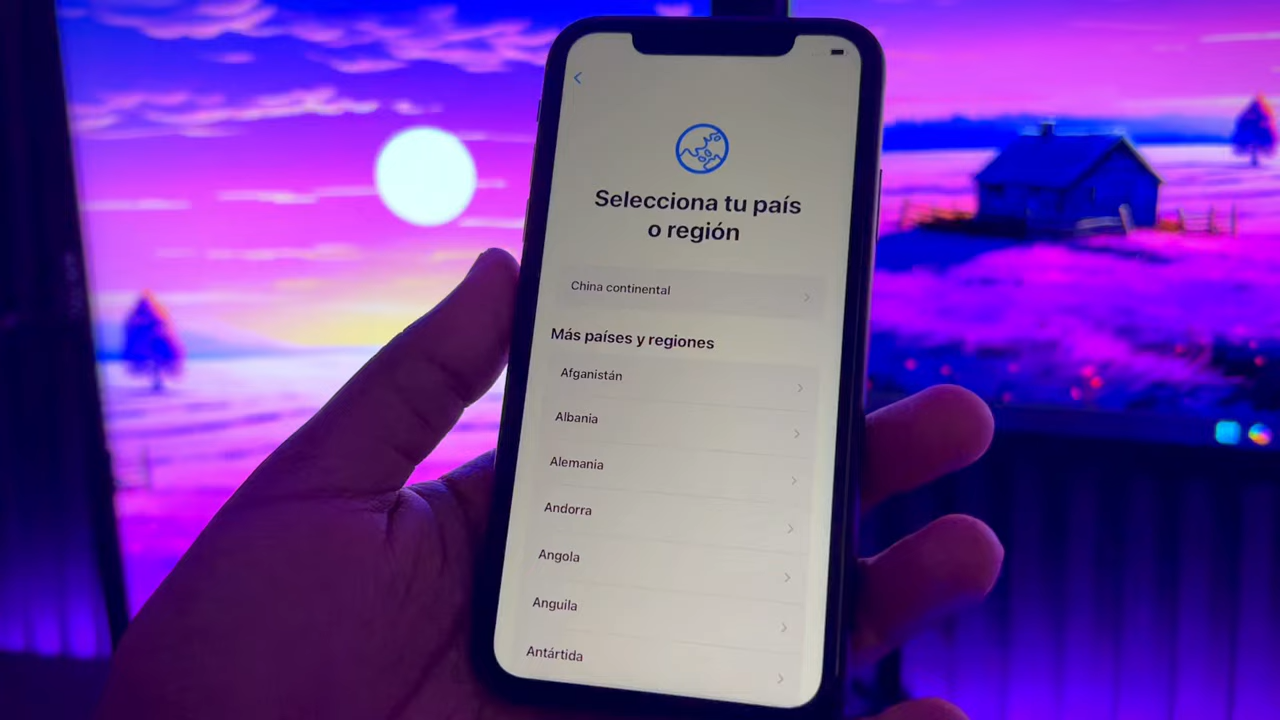 Selecciona tu país
o región
China continental
Más países y regiones
Afganistán
Albania
Alemania
Andorra
Angola
Anguila
Antártida